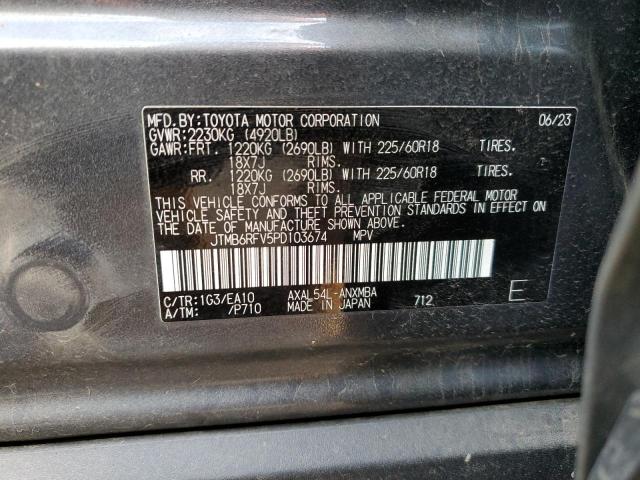 MFD.BY:TOYOTA MOTOR CORPORATION 06/23
GVWR:2230KG (4920LB)
GAWR:FRT. 1220KG (2690LB) WITH 225/60R18 TIRES.
18X7J RIMS.
RR. 1220KG (2690LB) WITH 225/60R18 TIRES.
18X7J RIMS.
THIS VEHICLE CONFORMS TO ALL APPLICABLE FEDERAL MOTOR
VEHICLE SAFETY AND THEFT PREVENTION STANDARDS IN EFFECT ON
THE DATE OF MANUFACTURE SHOWN ABOVE.
JTMB6RFV5PD103674 MPV
C/TR:1G3/EA10 AXAL54L-ANXMBA 712 E
A/TM: /P710 MADE IN JAPAN